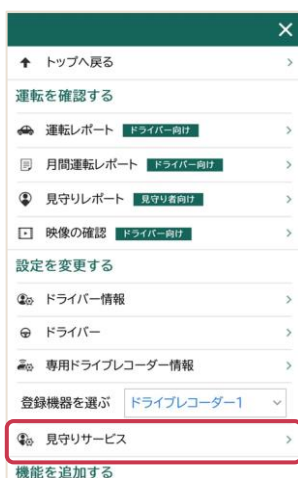 トップへ戻る
運転を確認する
運転レポート ドライバー向け
月間運転レポート ドライバー向け
見守りレポート 見守り者向け
映像の確認 ドライバー向け
設定を変更する
ドライバー情報
ドライバー
専用ドライブレコーダー情報
登録機器を選ぶ ドライブレコーダー1
見守りサービス
機能を追加する